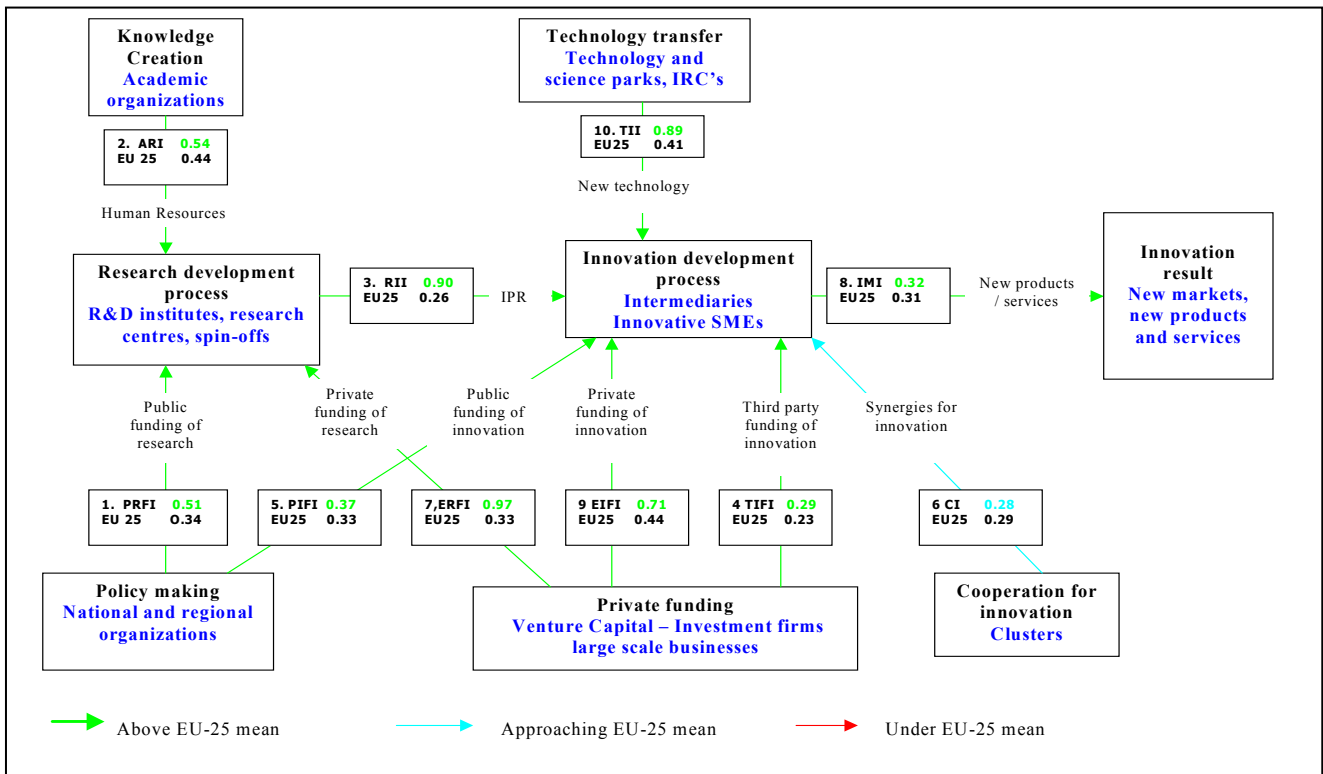 Knowledge
Creation
Academic
organizations
Technology transfer
Technology and
science parks, IRC's
2. ARI 0.54
EU 25 0.44
10. TII 0.89
EU25 0.41
New technology
Human Resources
Research development
process
R&D institutes, research
centres, spin-offs
3. RII 0.90
EU25 0.26
IPR
Innovation development
process
Intermediaries
Innovative SMEs
8. IMI 0.32
EU25 0.31
New products
/ services
Innovation
result
New markets,
new products
and services
Public
funding of
research
Private
funding of
research
Public
funding of
innovation
Private
funding of
innovation
Third party
funding of
innovation
Synergies for
innovation
1. PRFI 0.51
EU 25 O.34
5. PIFI 0.37
EU25 0.33
7,ERFI 0.97
EU25 0.33
9 EIFI 0.71
EU25 0.44
4 TIFI 0.29
EU25 0.23
6 CI 0.28
EU25 0.29
Policy making
National and regional
organizations
Private funding
Venture Capital – Investment firms
large scale businesses
Cooperation for
innovation
Clusters
Above EU-25 mean
Approaching EU-25 mean
Under EU-25 mean